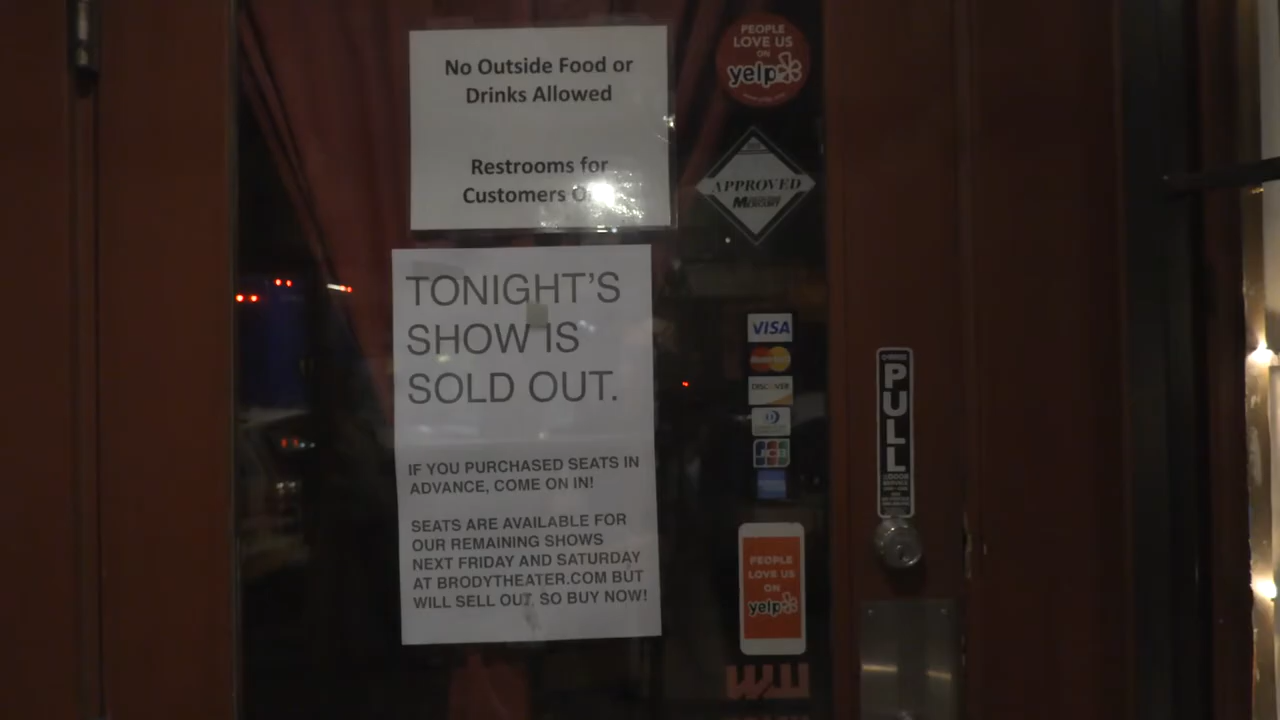 No Outside Food or
Drinks Allowed
Restrooms for
Customers
TONIGHT'S
SHOW IS
SOLD OUT.
IF YOU PURCHASED SEATS IN
ADVANCE, COME ON IN!
SEATS ARE AVAILABLE FOR
OUR REMAINING SHOWS
NEXT FRIDAY AND SATURDAY
AT BRODYTHEATER.COM BUT
WILL SELL OUT, SO BUY NOW!
PEOPLE
LOVE US
ON
yelp
APPROVED
VISA
MasterCard
DISCOVER
JCB
PULL
PEOPLE
LOVE US
ON
yelp